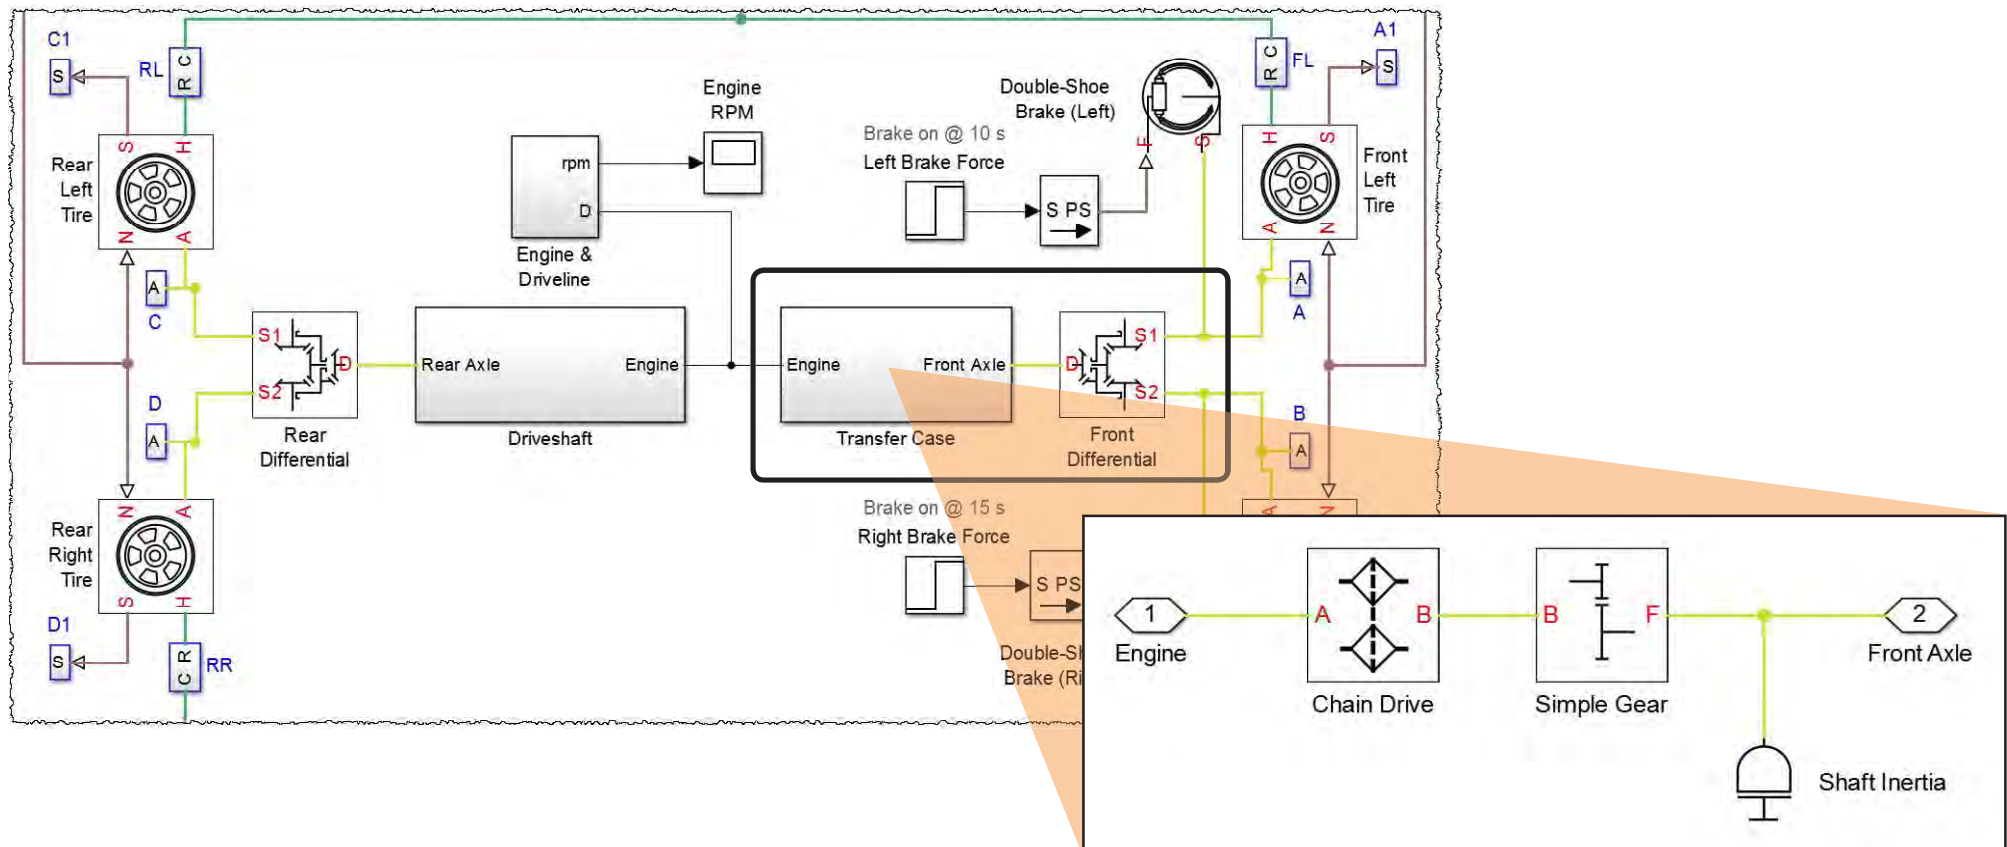 C1
S
RL
R C
S
H
Rear
Left
Tire
N
A
A
C
D
A
Rear
Right
Tire
N
A
S
H
D1
S
C R
RR
S1
D
S2
Rear
Differential
Rear Axle
Engine
Driveshaft
rpm
D
Engine &
Driveline
Engine
RPM
Brake on @ 10 s
Left Brake Force
S PS
Double-Shoe
Brake (Left)
F
S
Engine
Front Axle
Transfer Case
D
S1
S2
Front
Differential
R C
FL
A1
S
H
S
Front
Left
Tire
A
N
A
A
B
A
A
N
Brake on @ 15 s
Right Brake Force
S PS
Double-Sh
Brake (Ri
1
Engine
A
B
Chain Drive
B
F
Simple Gear
2
Front Axle
Shaft Inertia